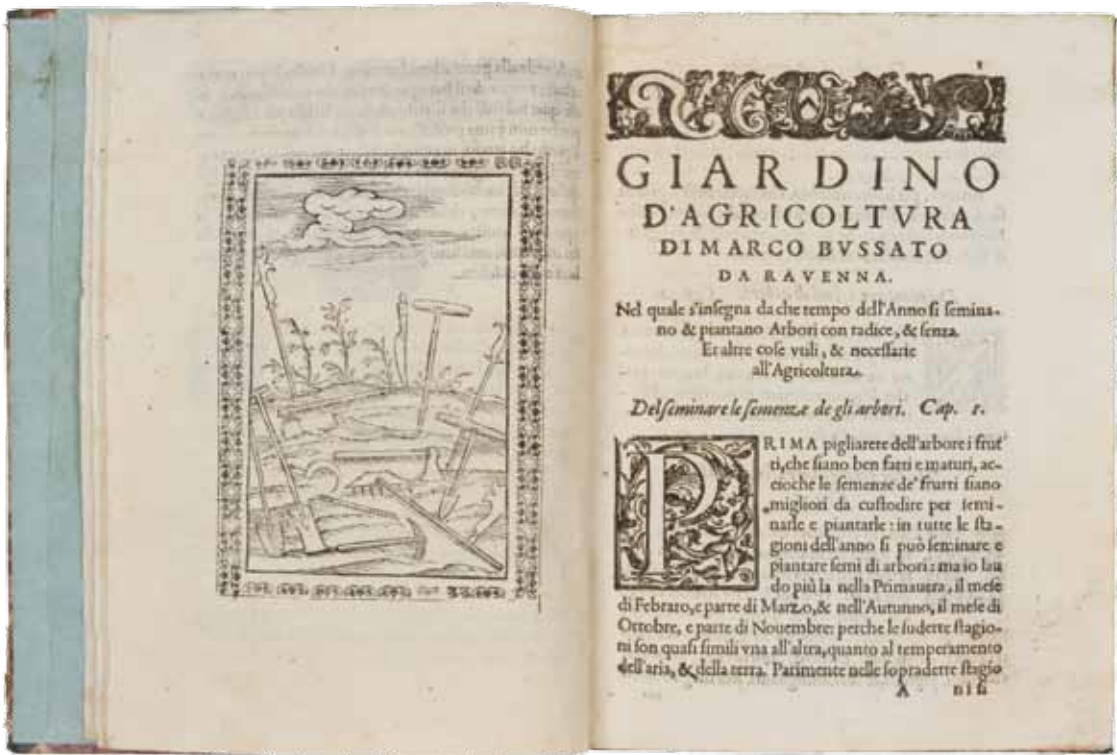 1
GIARDINO
D'AGRICOLTVRA
DI MARCO BVSSATO
DA RAVENNA.
Nel quale s'insegna da che tempo dell'Anno si semina-
no & piantano Arbori con radice, & senza.
Et altre cose vtili, & necessarie
all'Agricoltura.
Del seminare le semenze de gli arbori. Cap. 1.
PRIMA pigliarete dell'arbore i frut
ti, che siano ben fatti e maturi, ac-
cioche le semenze de' frutti siano
migliori da custodire per semi-
narle e piantarle: in tutte le sta-
gioni dell'anno si può seminare e
piantare semi di arbori: ma io lau
do più la nella Primauera, il mese
di Febraro, e parte di Marzo, & nell'Autunno, il mese di
Ottobre, e parte di Nouembre: perche le sudette stagio-
ni son quasi simili vna all'altra, quanto al temperamento
dell'aria, & della terra. Parimente nelle sopradette stagio
A ni si